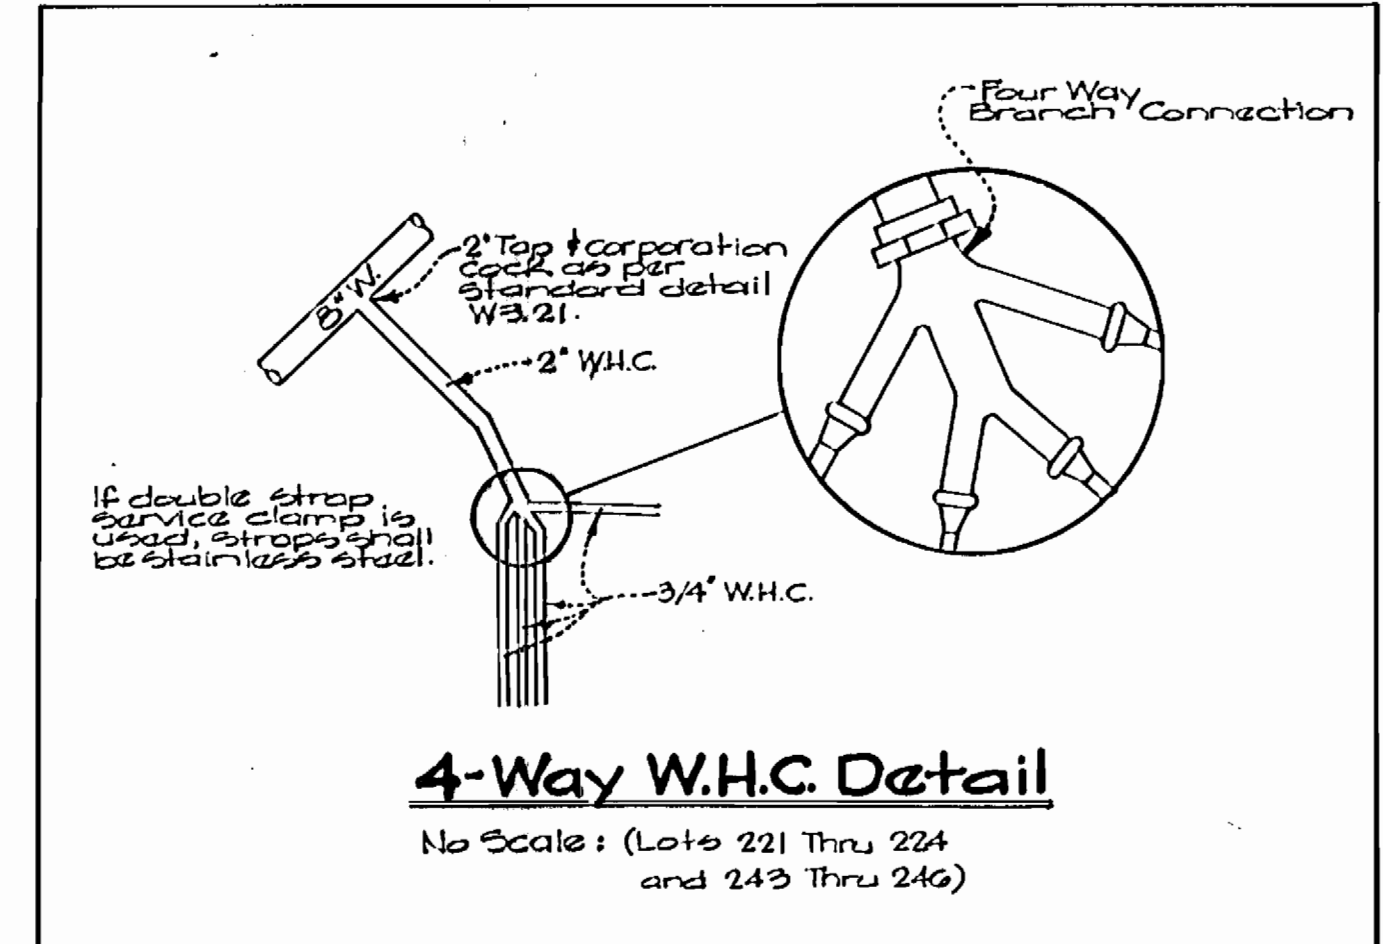 Four Way
Branch Connection
2" Tap & corporation
cock as per
standard detail
W3.21.
8" W.
2" W.H.C.
If double strap
service clamp is
used, straps shall
be stainless steel.
3/4" W.H.C.
4-Way W.H.C. Detail
No Scale: (Lots 221 Thru 224
and 243 Thru 246)